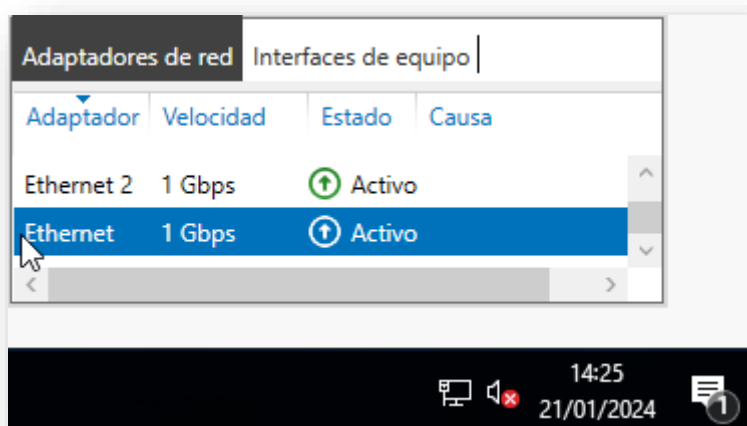 Adaptadores de red Interfaces de equipo
Adaptador Velocidad Estado Causa
Ethernet 2 1 Gbps Activo
Ethernet 1 Gbps Activo
14:25
21/01/2024
1